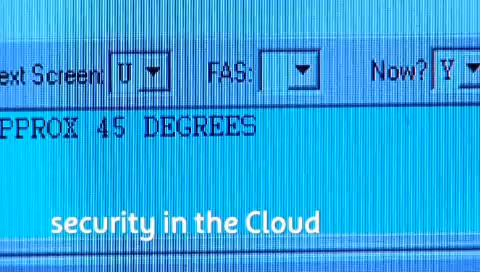 ext Screen: U FAS: Now? Y
PPROX 45 DEGREES
security in the Cloud